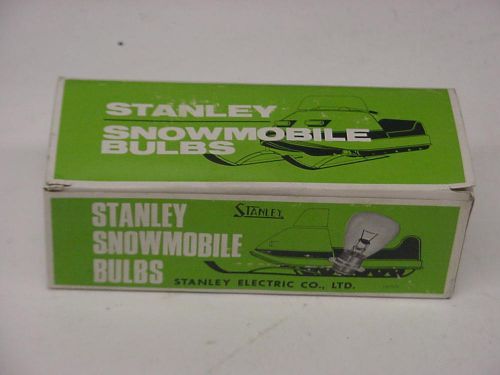 STANLEY
SNOWMOBILE
BULBS
STANLEY
SNOWMOBILE
BULBS
STANLEY
STANLEY ELECTRIC CO., LTD.